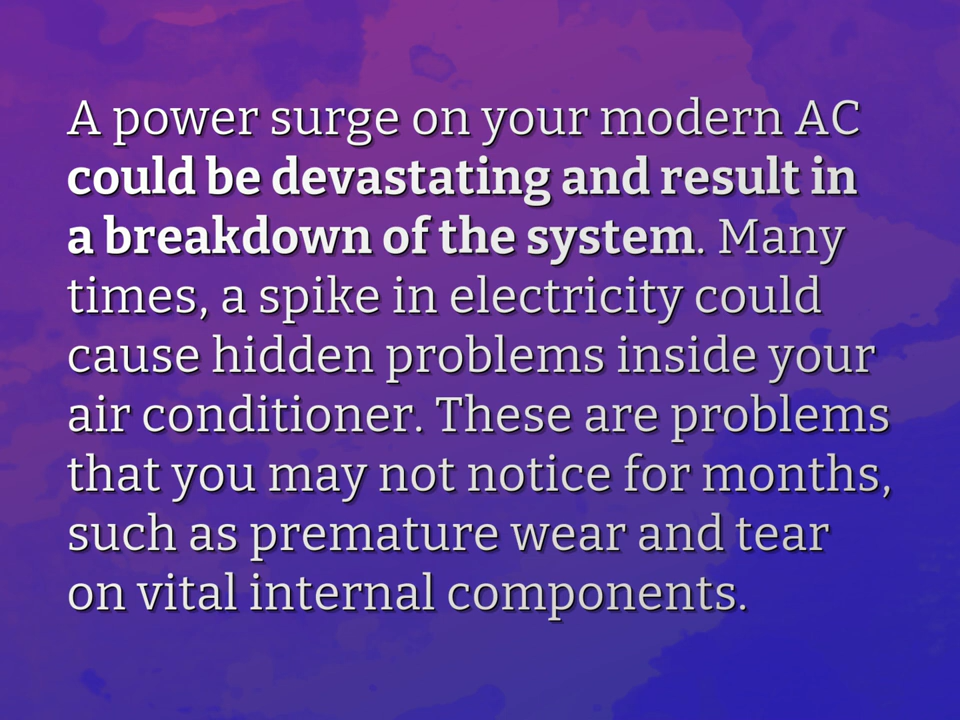 A power surge on your modern AC
could be devastating and result in
a breakdown of the system. Many
times, a spike in electricity could
cause hidden problems inside your
air conditioner. These are problems
that you may not notice for months,
such as premature wear and tear
on vital internal components.